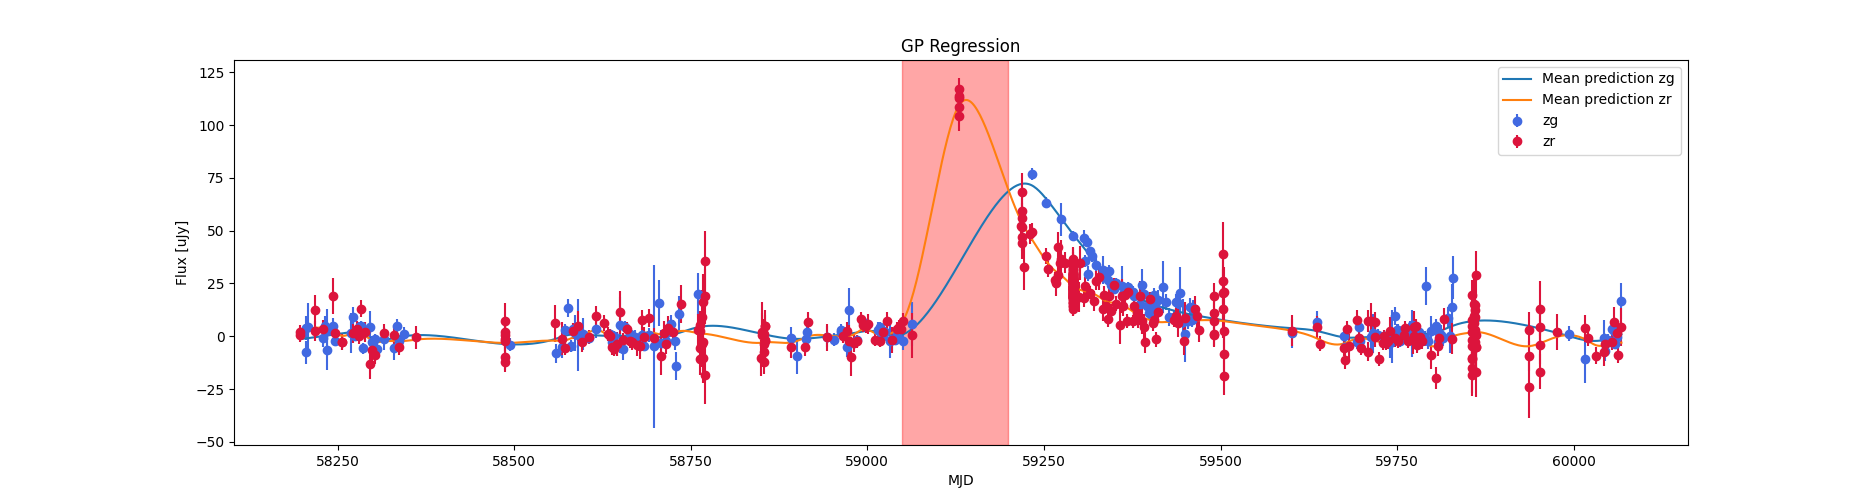 GP Regression
Flux [uJy]
125
100
75
50
25
0
−25
−50
Mean prediction zg
Mean prediction zr
zg
zr
58250 58500 58750 59000 59250 59500 59750 60000
MJD